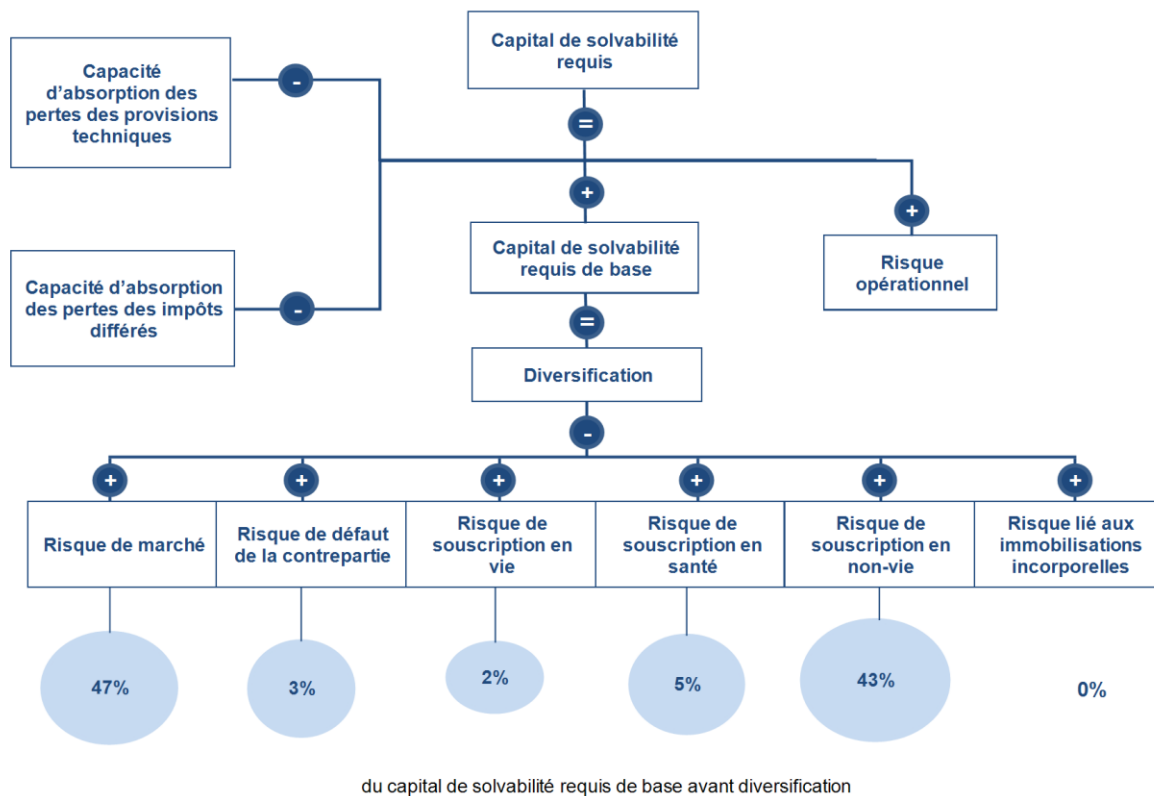 Capital de solvabilité
requis
Capacité
d’absorption des
pertes des provisions
techniques
-
=
+
+
Capital de solvabilité
requis de base
Risque
opérationnel
Capacité d’absorption
des pertes des impôts
différés
-
=
Diversification
-
+
+
+
+
+
+
Risque de marché
Risque de défaut
de la contrepartie
Risque de
souscription en
vie
Risque de
souscription en
santé
Risque de
souscription en
non-vie
Risque lié aux
immobilisations
incorporelles
47%
3%
2%
5%
43%
0%
du capital de solvabilité requis de base avant diversification